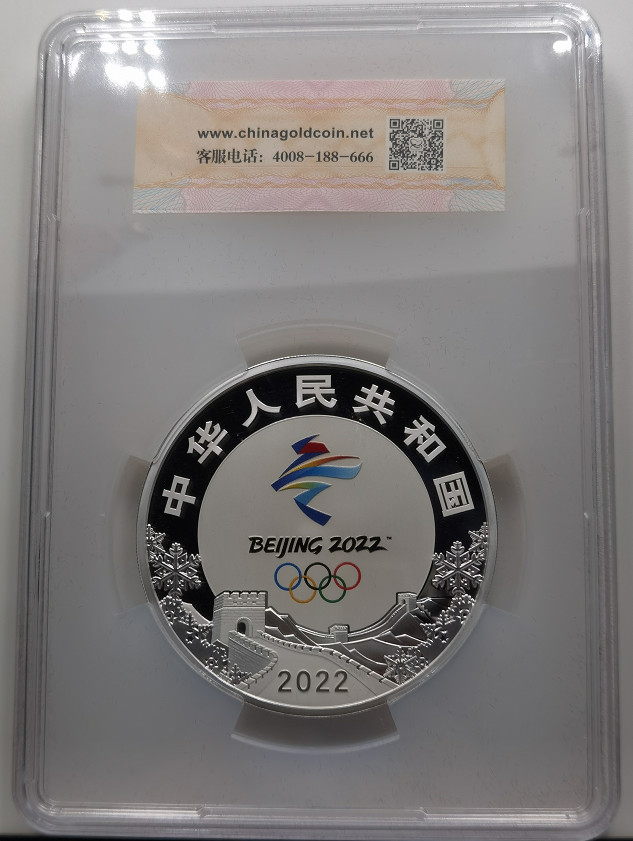 www.chinagoldcoin.net
客服电话：4008-188-666
中华人民共和国
BEIJING 2022™
2022